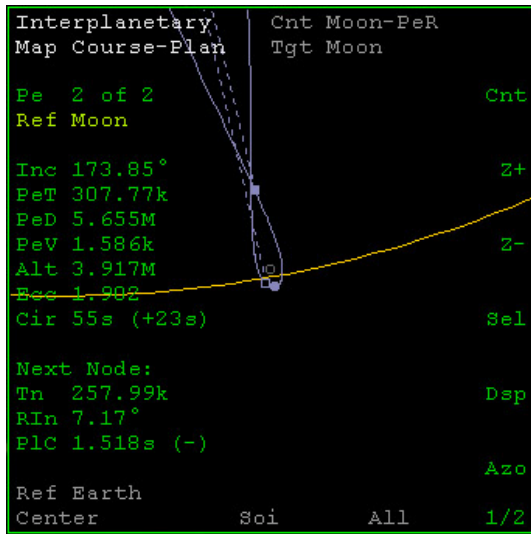 Interplanetary Cnt Moon-PeR
Map Course-Plan Tgt Moon
Pe 2 of 2 Cnt
Ref Moon
Inc 173.85° Z+
PeT 307.77k
PeD 5.655M
PeV 1.586k Z-
Alt 3.917M
Ecc 1.902
Cir 55s (+23s) Sel
Next Node:
Tn 257.99k Dsp
RIn 7.17°
PlC 1.518s (-)
Azo
Ref Earth
Center Soi All 1/2